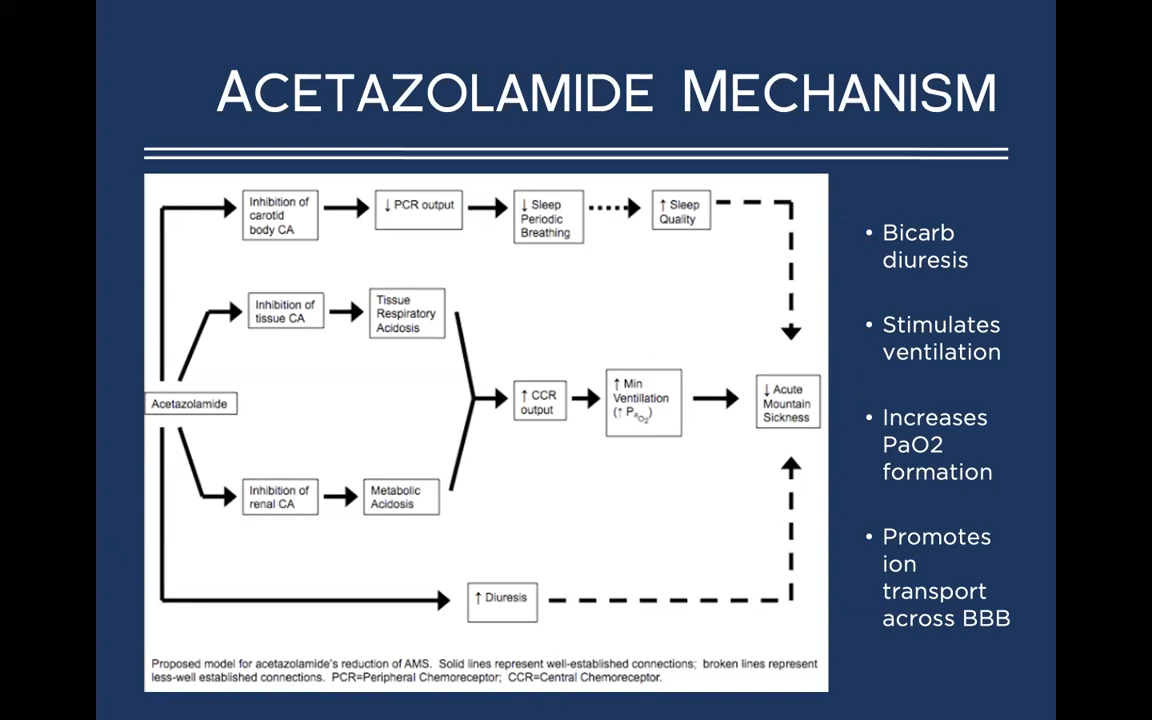 ACETAZOLAMIDE MECHANISM
Inhibition of
carotid
body CA
↓ PCR output
↓ Sleep
Periodic
Breathing
↑ Sleep
Quality
Inhibition of
tissue CA
Tissue
Respiratory
Acidosis
Acetazolamide
↑ CCR
output
↑ Min
Ventilation
(↑ PaO2)
↓ Acute
Mountain
Sickness
Inhibition of
renal CA
Metabolic
Acidosis
↑ Diuresis
Proposed model for acetazolamide's reduction of AMS. Solid lines represent well-established connections; broken lines represent
less-well established connections. PCR=Peripheral Chemoreceptor; CCR=Central Chemoreceptor.
• Bicarb
diuresis
• Stimulates
ventilation
• Increases
PaO2
formation
• Promotes
ion
transport
across BBB